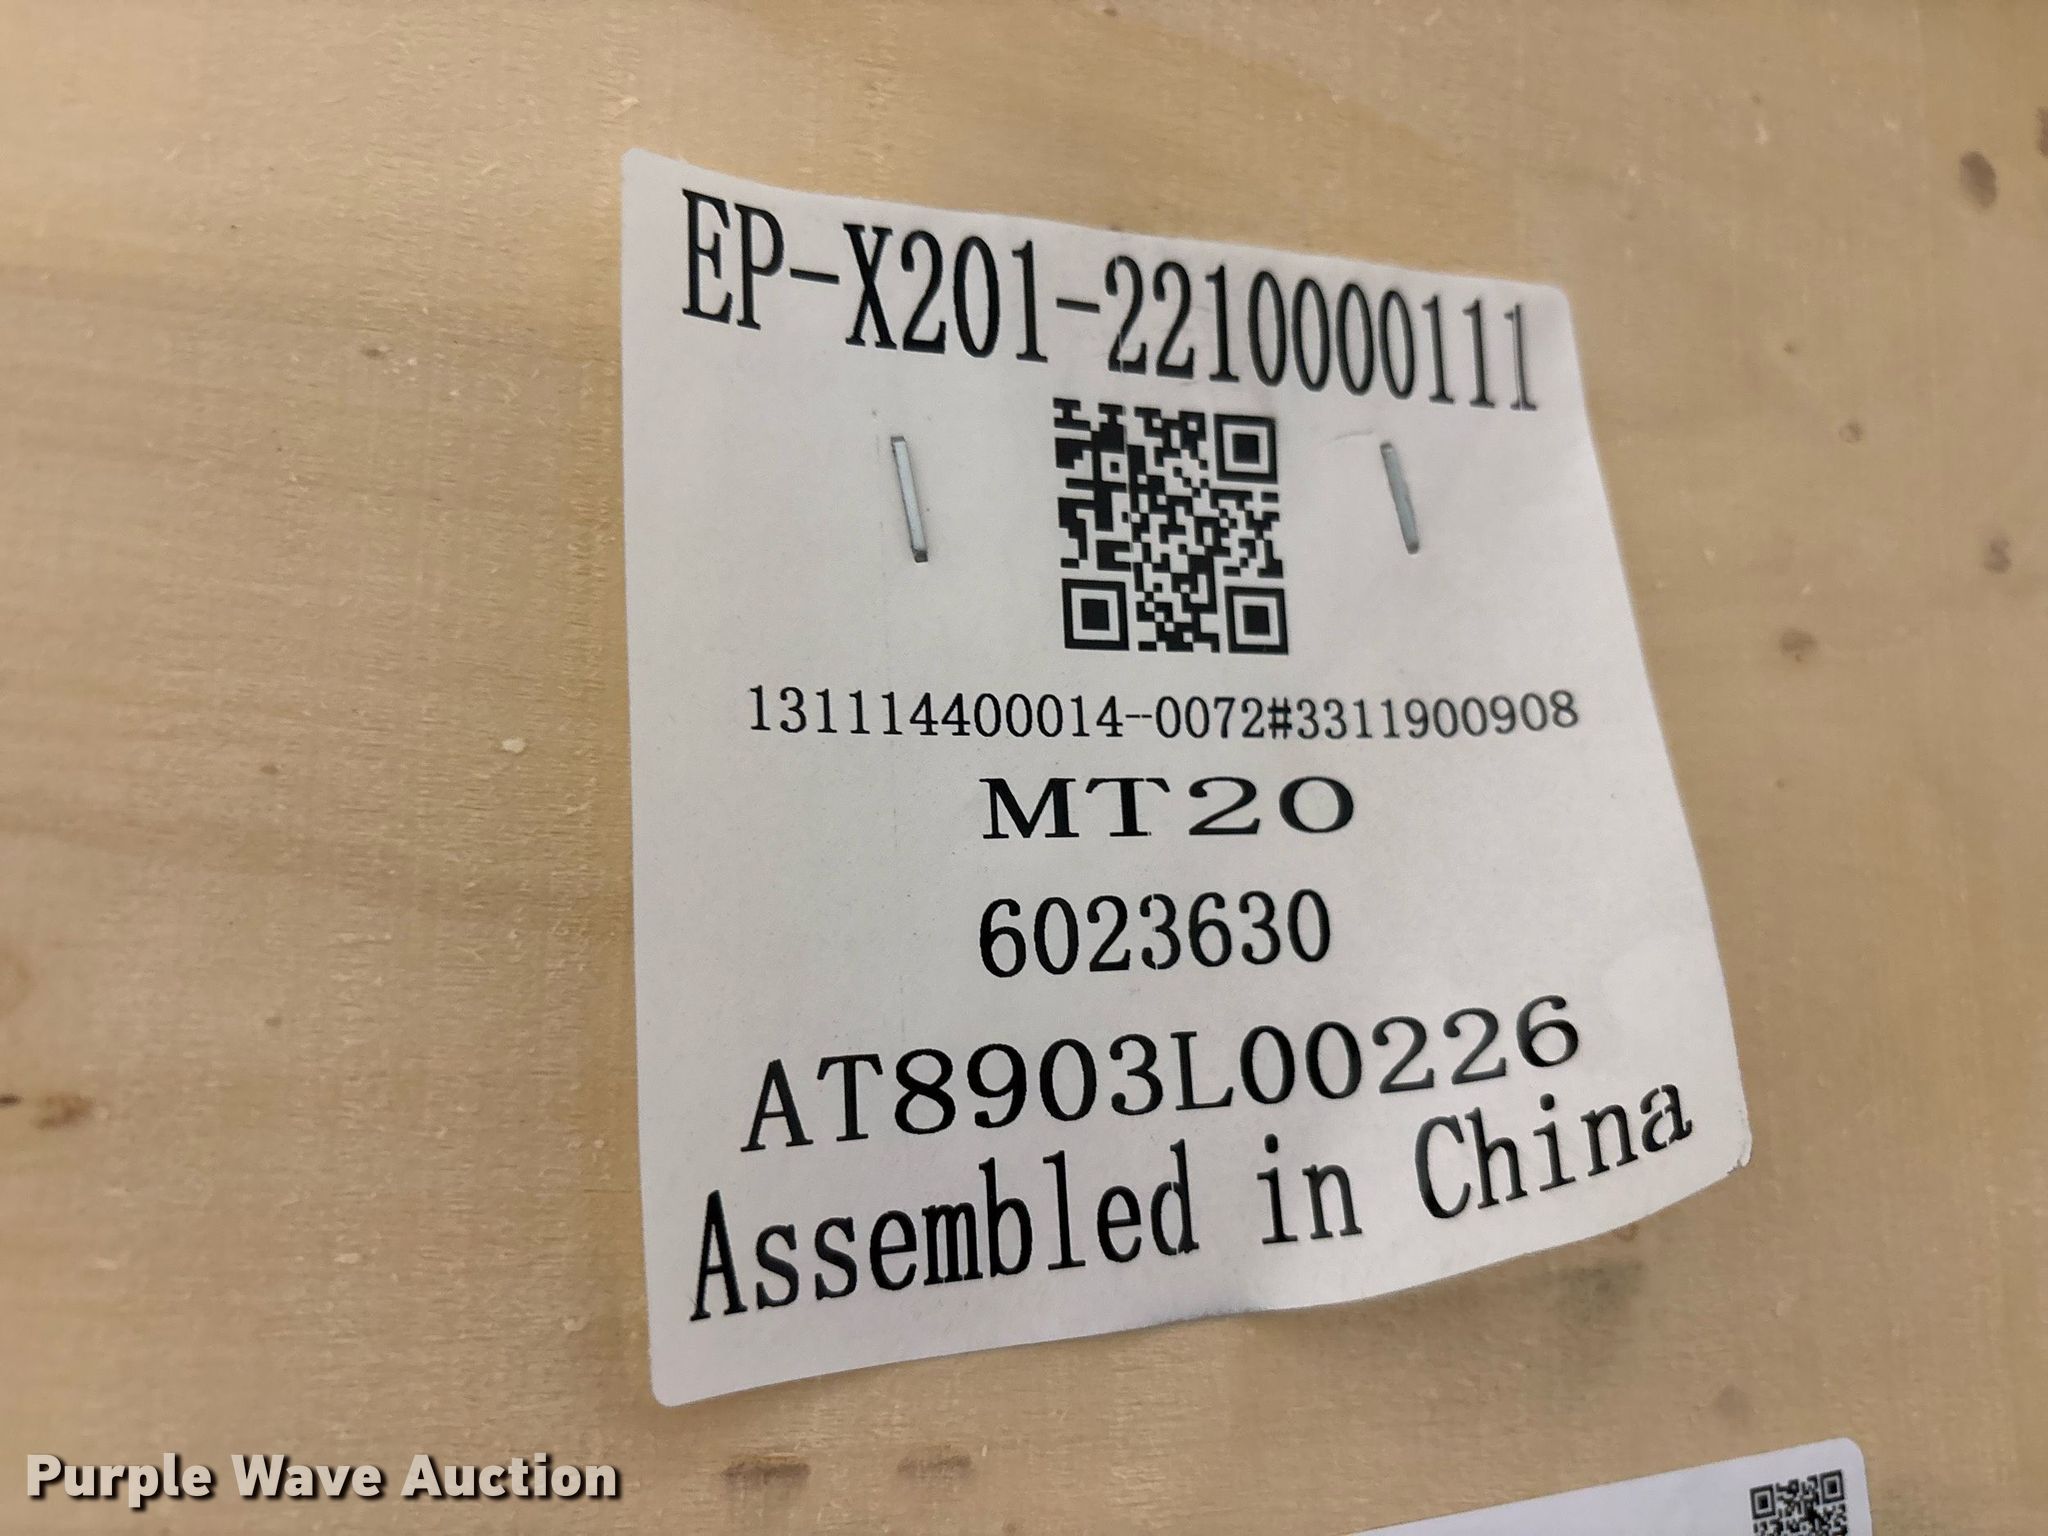 EP-X201-2210000111
131114400014--0072#3311900908
MT20
6023630
AT8903L00226
Assembled in China
Purple Wave Auction